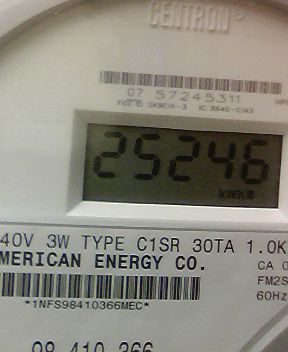 CENTRON
07 57245311
25246
kWh
40V 3W TYPE C1SR 30TA 1.0K
MERICAN ENERGY CO.
CA 0
FM2S
*1NFS98410366MEC*
60Hz
98 410 366